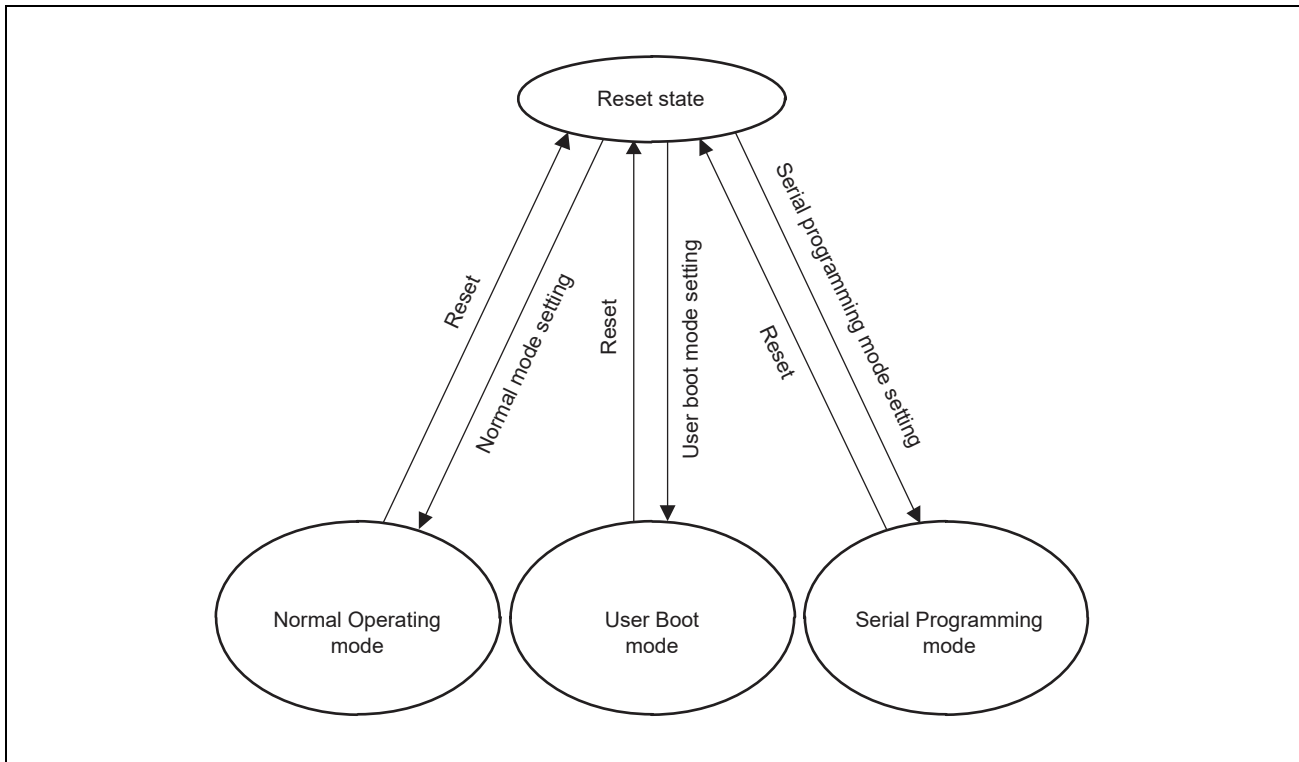 Reset state
Reset
Normal mode setting
Reset
User boot mode setting
Reset
Serial programming mode setting
Normal Operating
mode
User Boot
mode
Serial Programming
mode